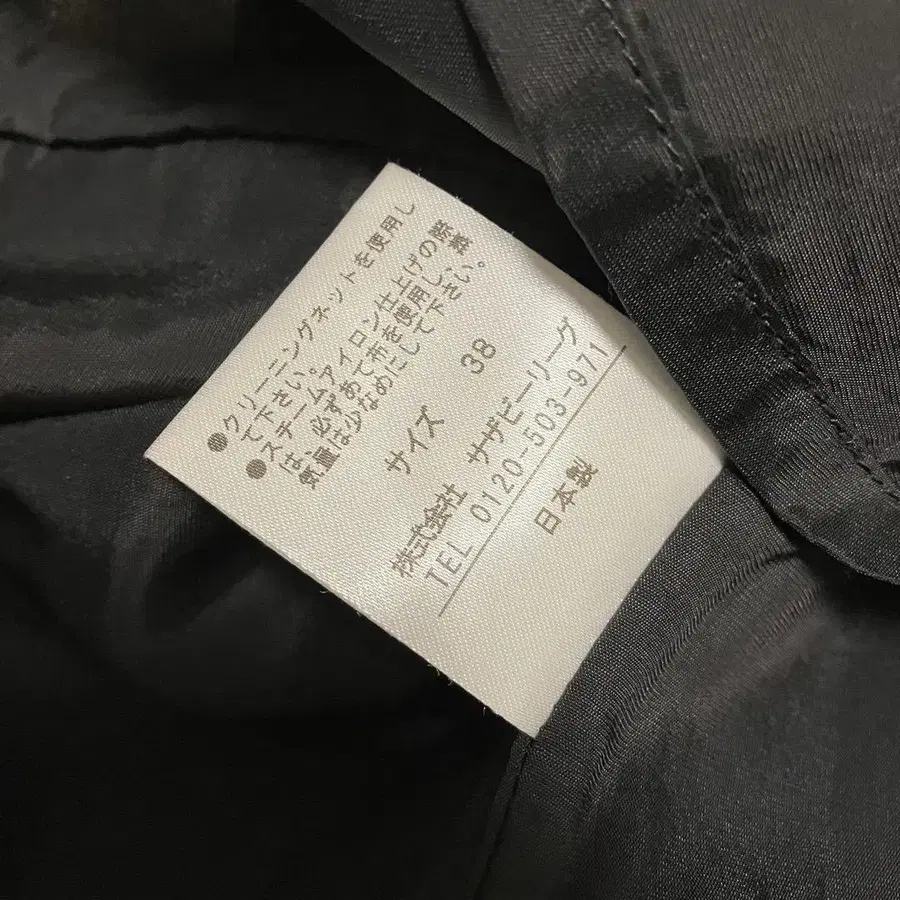 ●クリーニングネットを使用し
て下さい。
●スチームアイロン仕上げの際
は、必ずあて布を使用し、蒸
気量は少なめにして下さい。
サイズ 38
株式会社 サザビーリーグ
TEL 0120-503-971
日本製